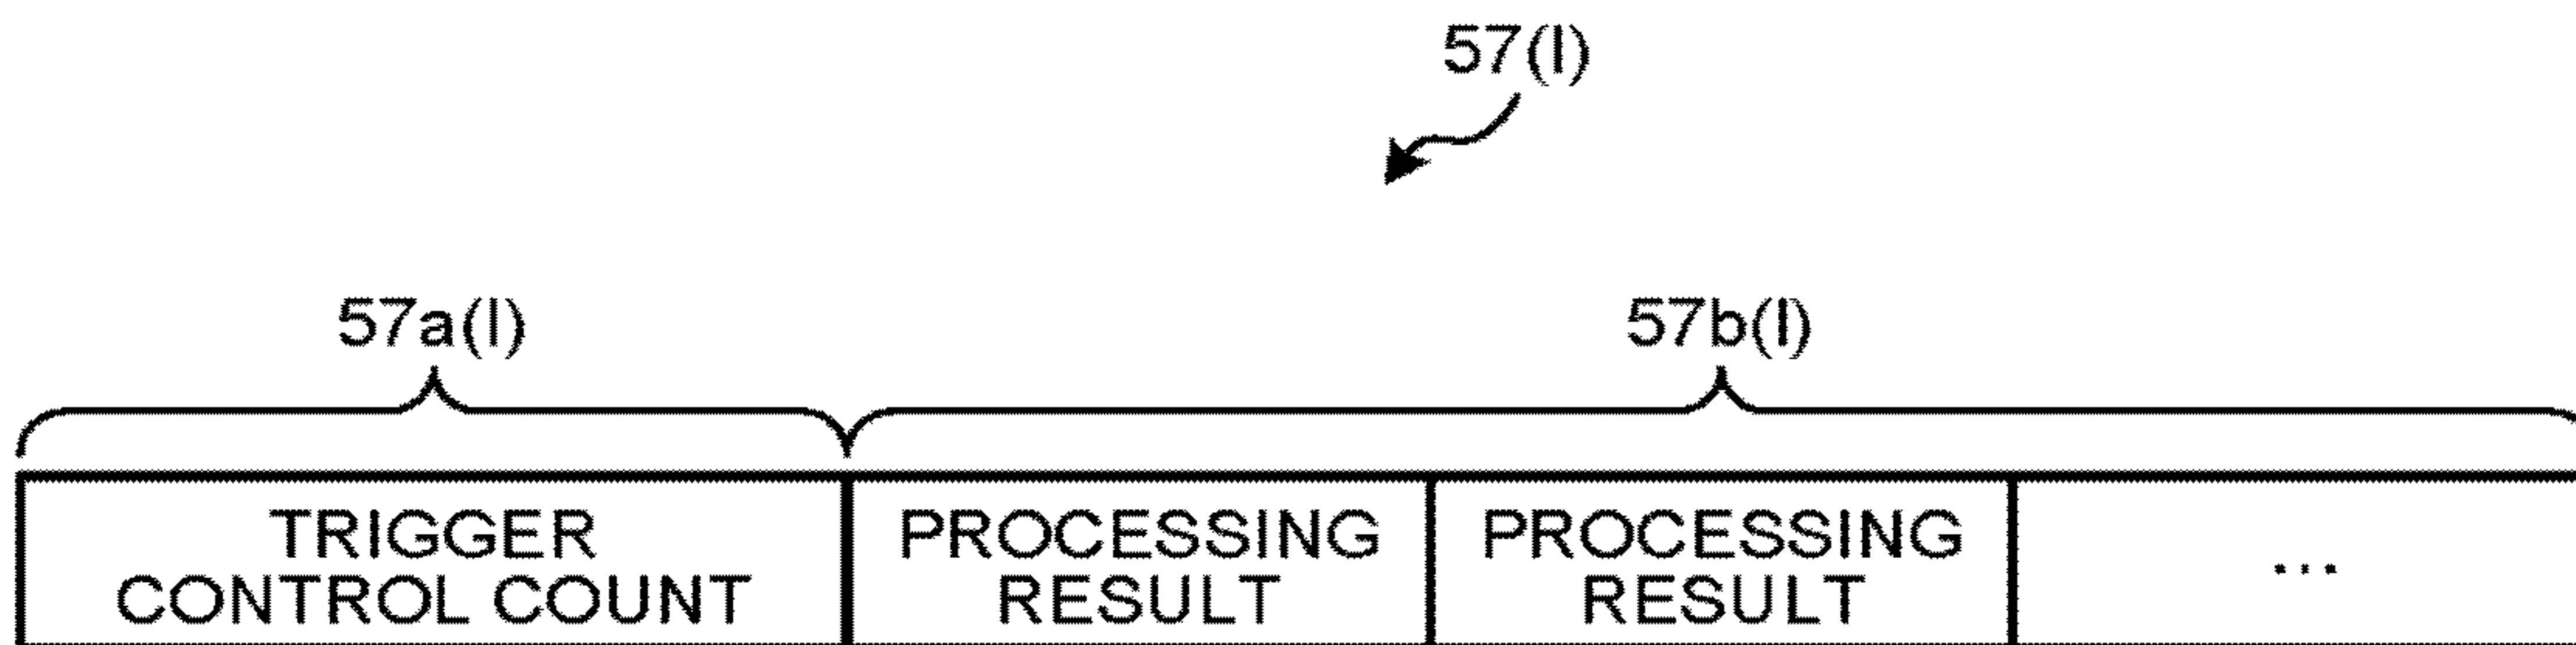 57(I)
57a(I)
57b(I)
TRIGGER
CONTROL COUNT
PROCESSING
RESULT
PROCESSING
RESULT
...